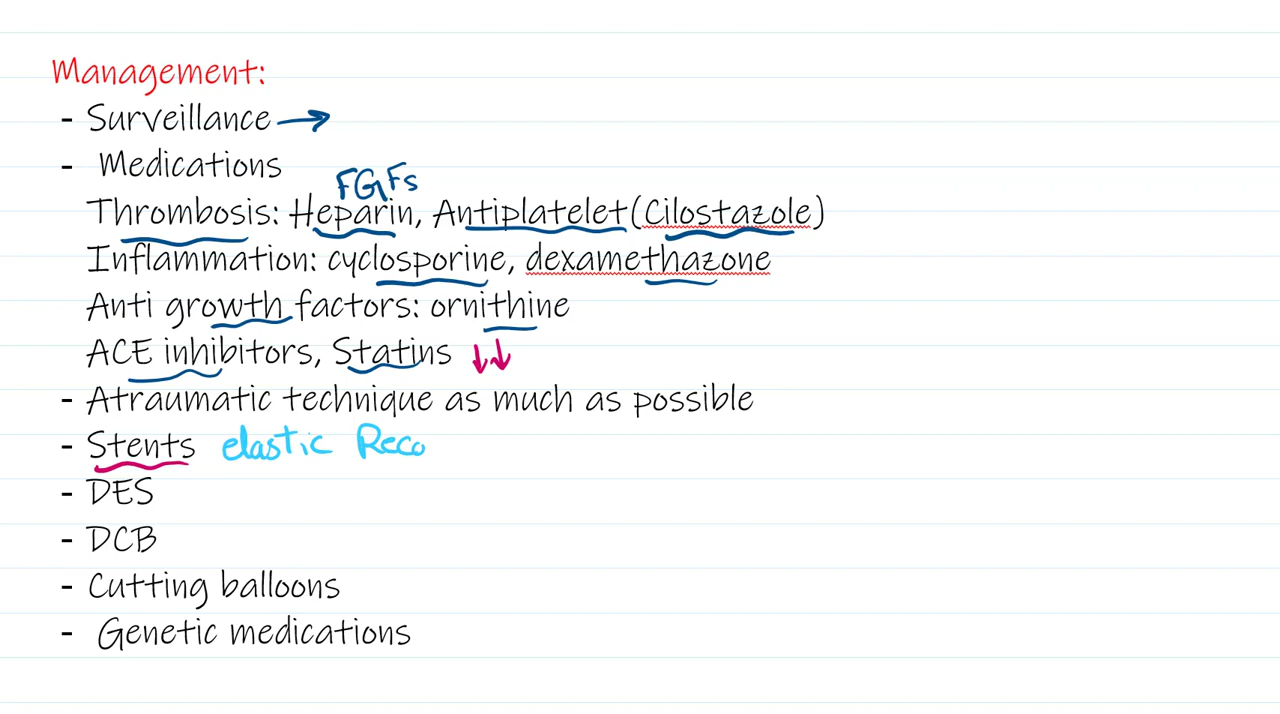 Management:
- Surveillance →
- Medications
FGFs
Thrombosis: Heparin, Antiplatelet(Cilostazole)
Inflammation: cyclosporine, dexamethazone
Anti growth factors: ornithine
ACE inhibitors, Statins ↓↓
- Atraumatic technique as much as possible
- Stents elastic Reco
- DES
- DCB
- Cutting balloons
- Genetic medications